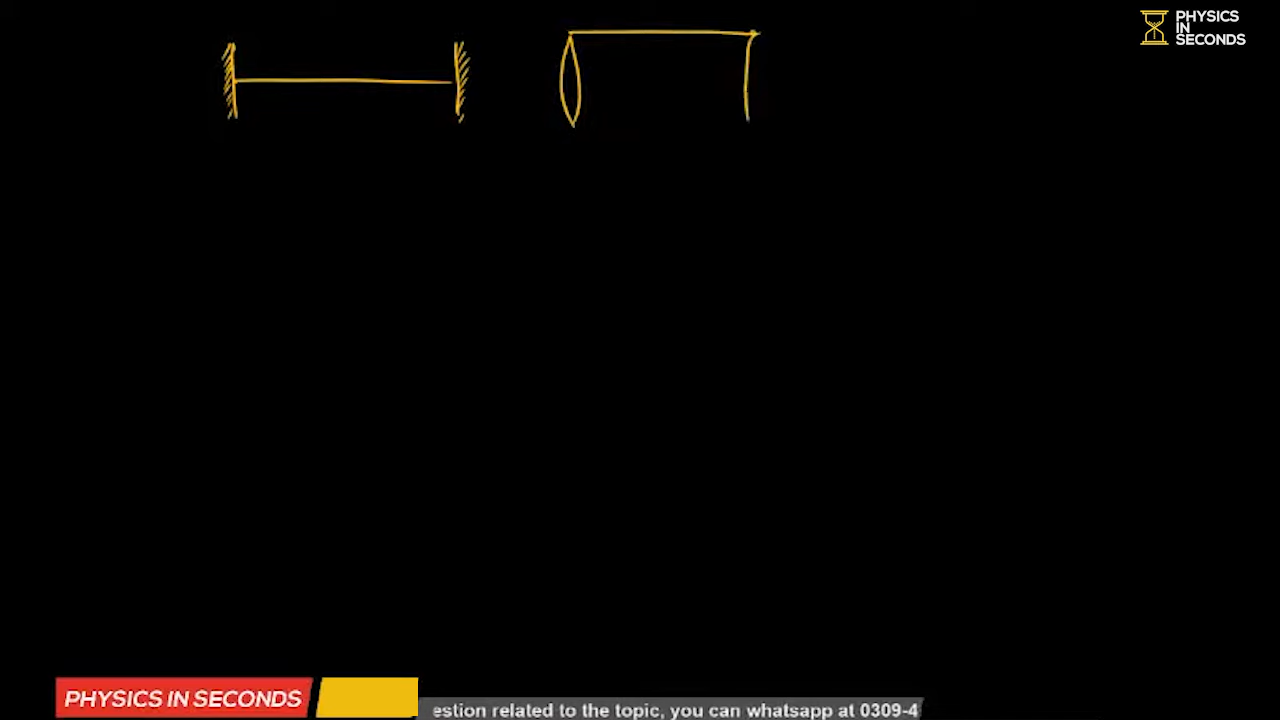 PHYSICS
IN
SECONDS
PHYSICS IN SECONDS
estion related to the topic, you can whatsapp at 0309-4